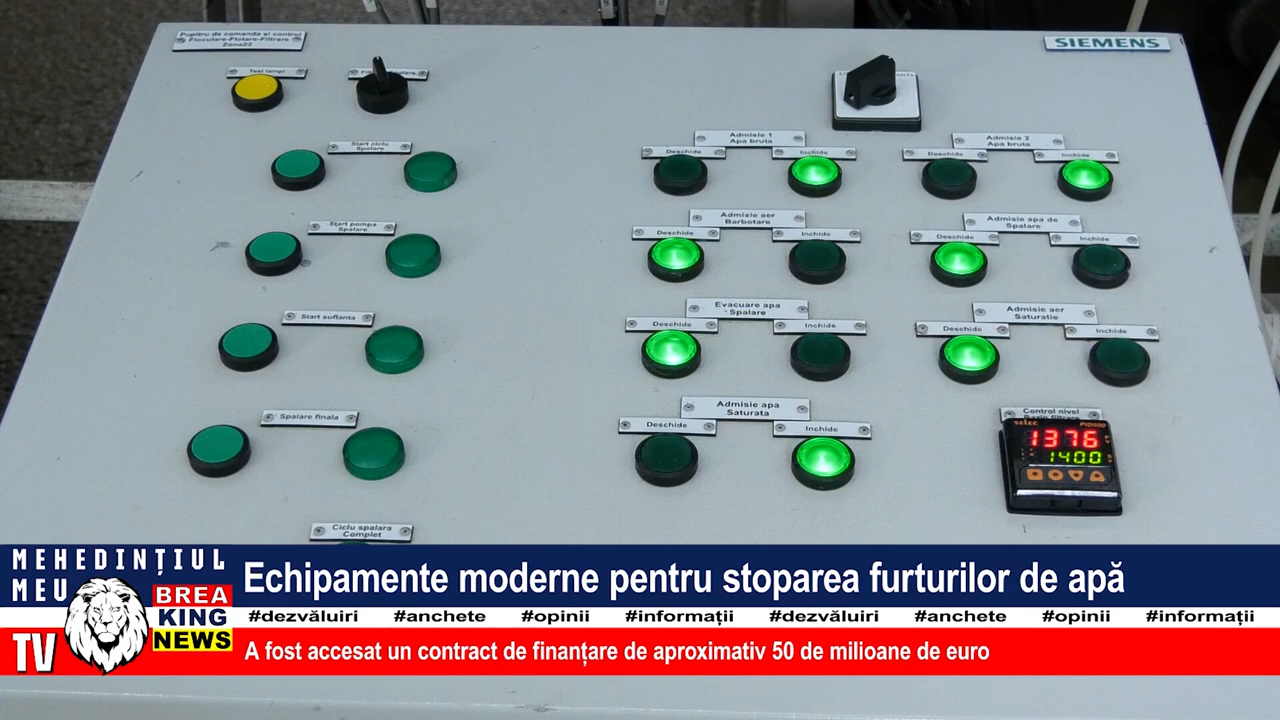 Pupitru de comanda si control
Floculare-Flotare-Filtrare
Zona22
SIEMENS
Test lampi
Start ciclu
Spalare
Start pompa
Spalare
Start suflanta
Spalare finala
Ciclu spalara
Complet
Admisie 1
Apa bruta
Deschide
Inchide
Admisie 2
Apa bruta
Deschide
Inchide
Admisie aer
Barbotare
Deschide
Inchide
Admisie apa de
Spalare
Deschide
Inchide
Evacuare apa
Spalare
Deschide
Inchide
Admisie aer
Saturatie
Deschide
Inchide
Admisie apa
Saturata
Deschide
Inchide
Control nivel
Bazin filtrare
selec PID500
1376
1400
MEHEDINȚIUL
MEU
TV
BREA
KING
NEWS
Echipamente moderne pentru stoparea furturilor de apă
#dezvăluiri #anchete #opinii #informații #dezvăluiri #anchete #opinii #informații
A fost accesat un contract de finanțare de aproximativ 50 de milioane de euro